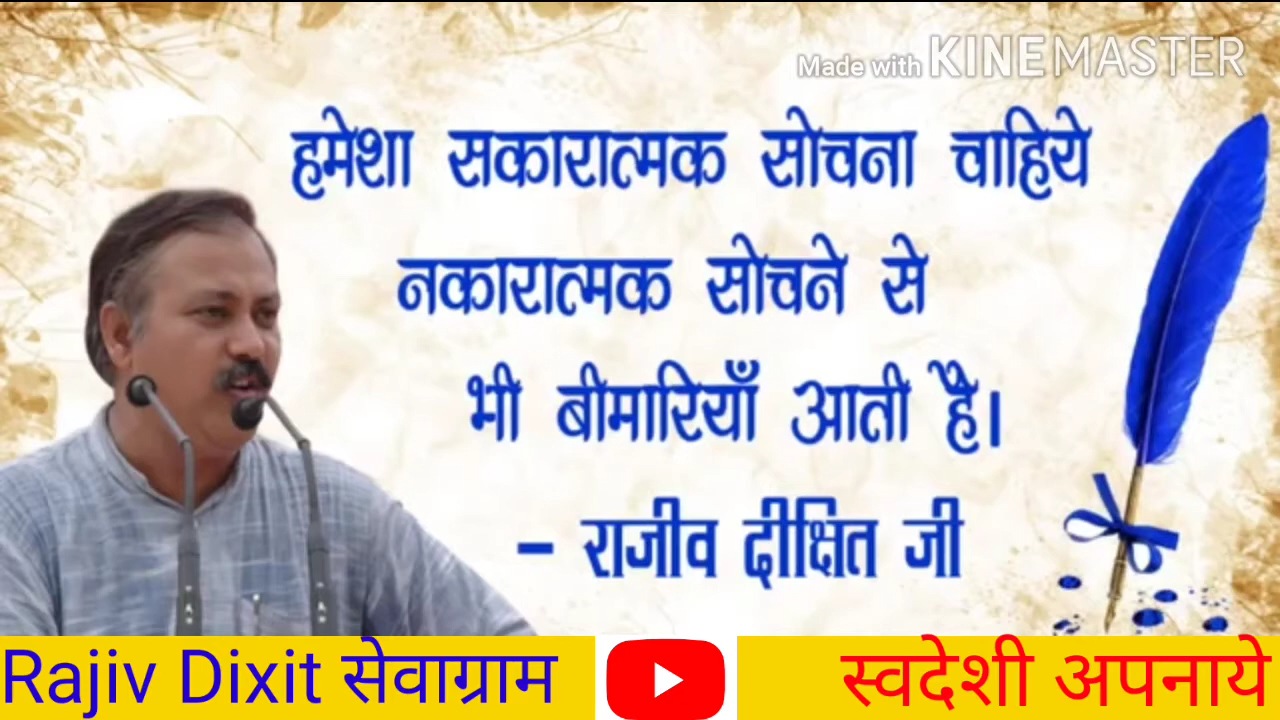 Made with KINEMASTER
हमेशा सकारात्मक सोचना चाहिये
नकारात्मक सोचने से
भी बीमारियाँ आती है।
– राजीव दीक्षित जी
Rajiv Dixit सेवाग्राम
स्वदेशी अपनाये